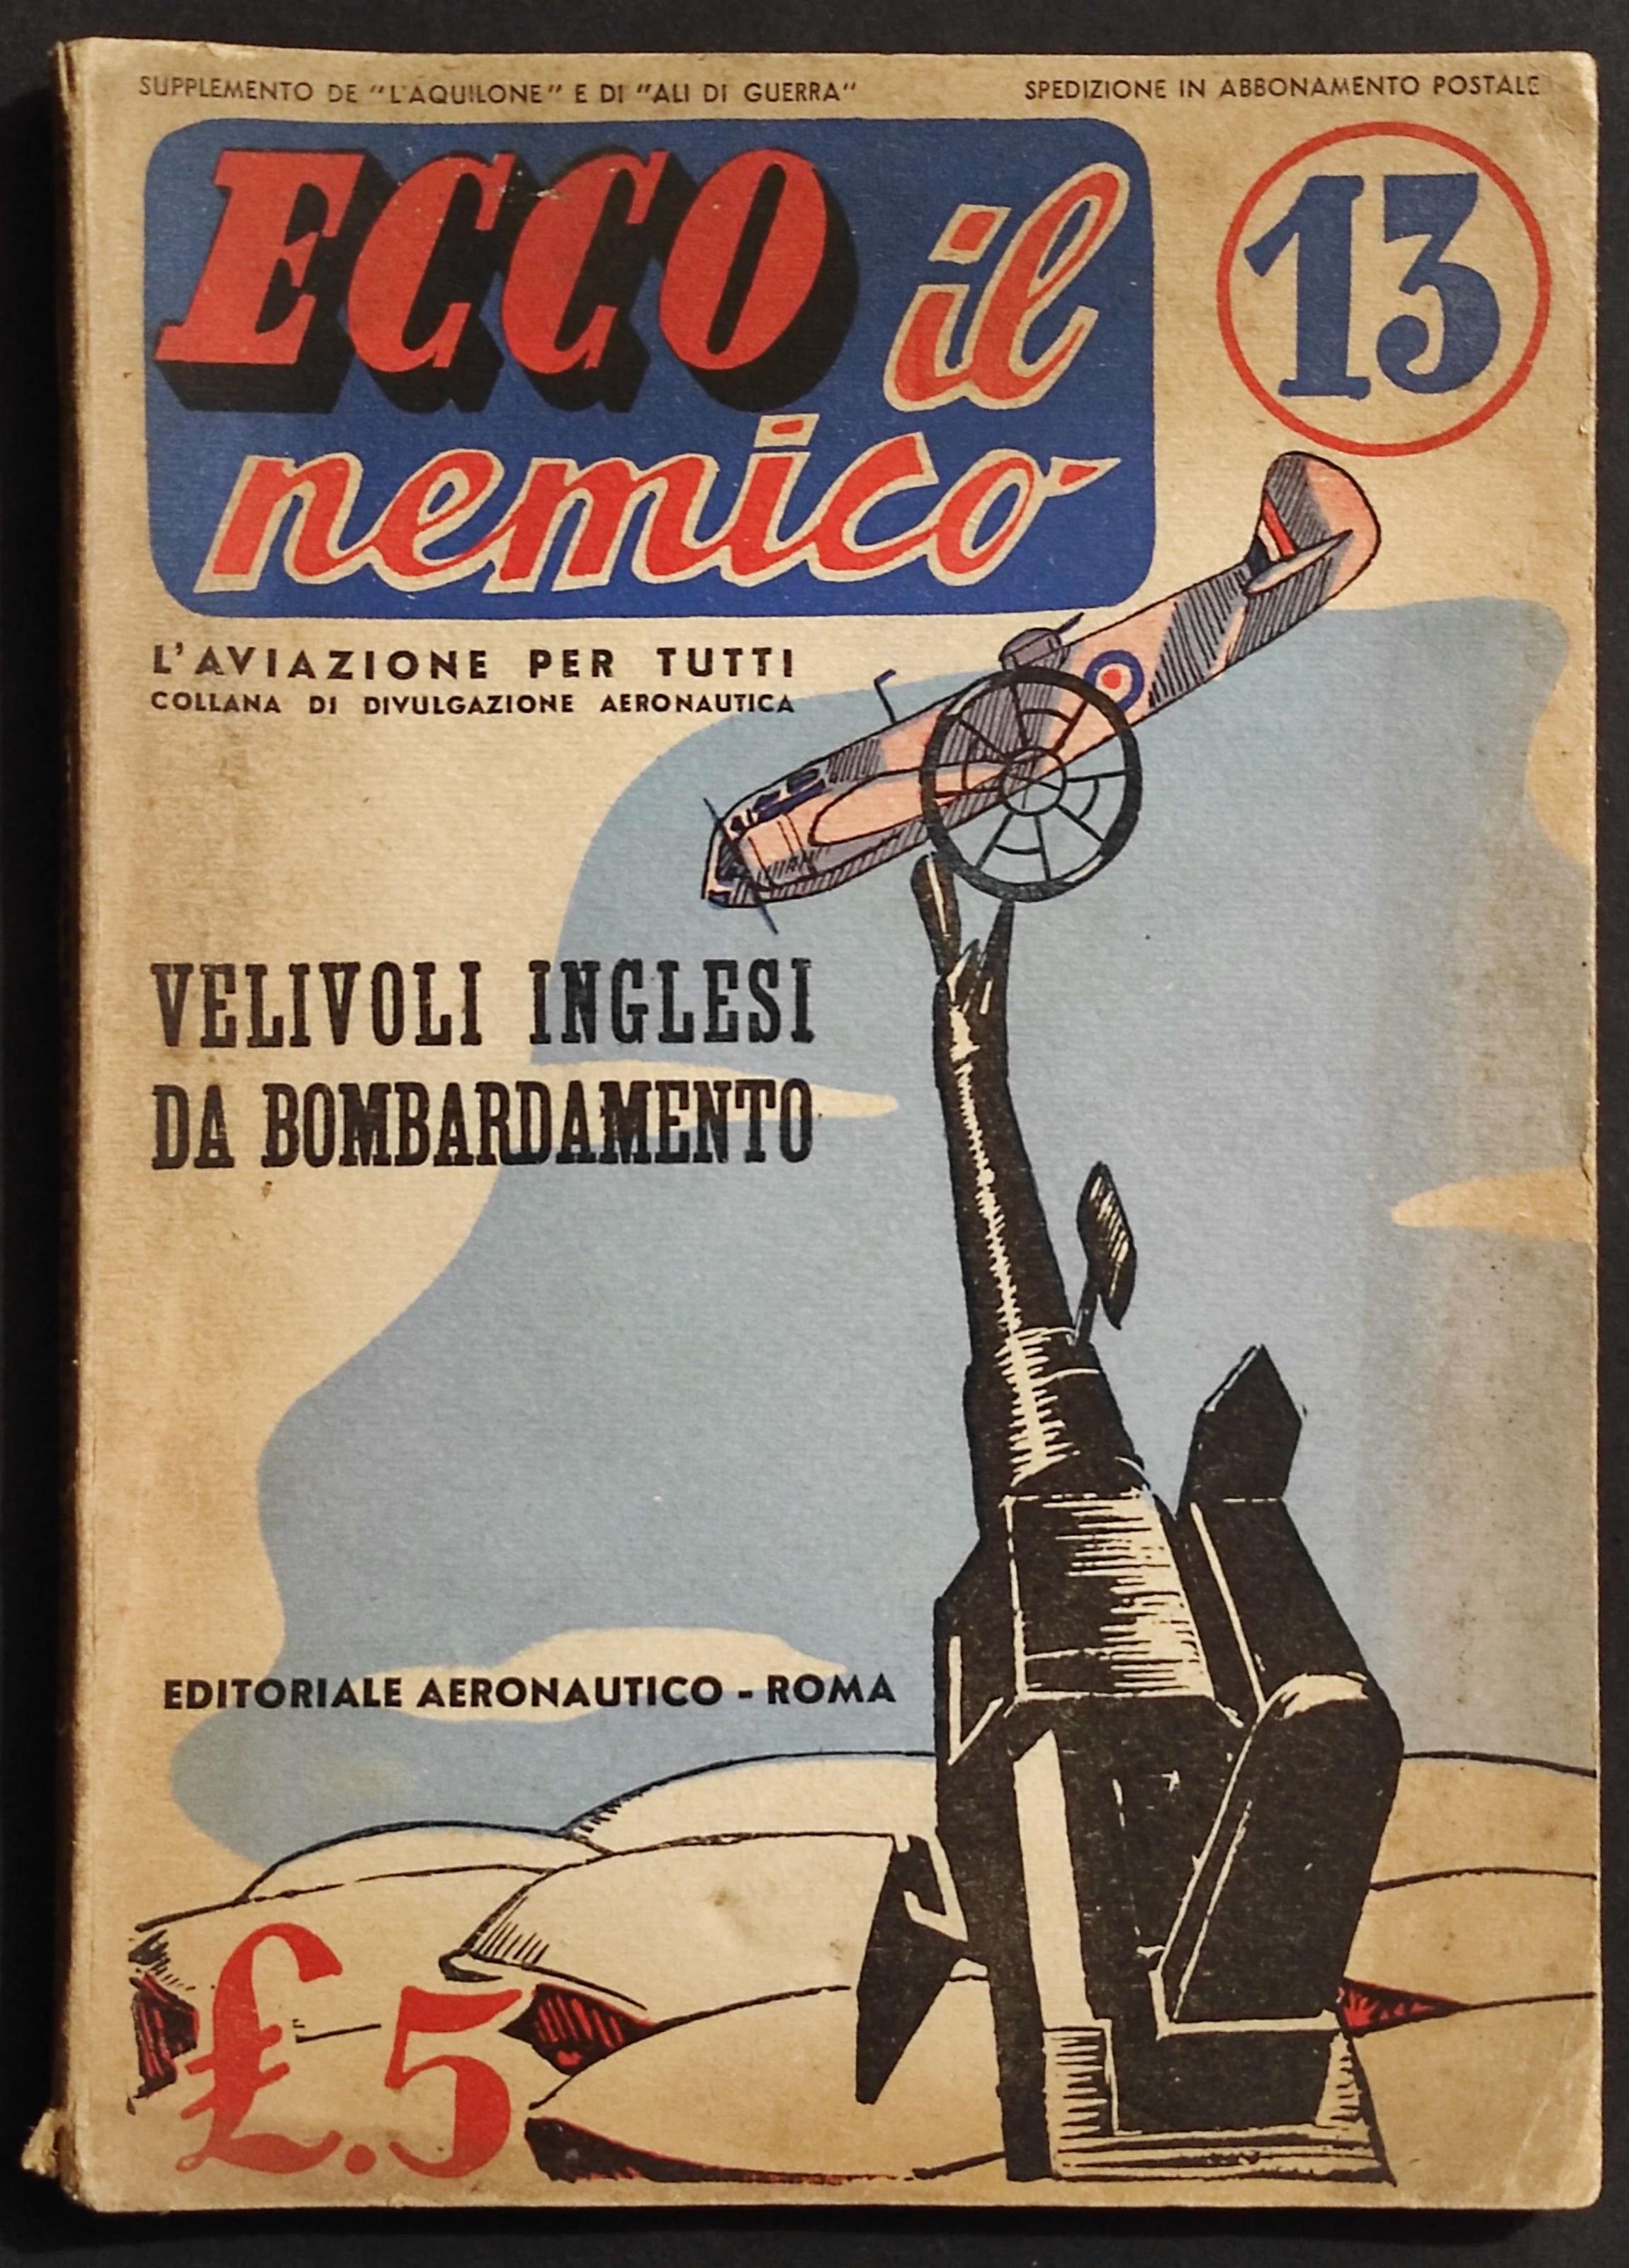 SUPPLEMENTO DE "L'AQUILONE" E DI "ALI DI GUERRA"
SPEDIZIONE IN ABBONAMENTO POSTALE
ECCO il
nemico
13
L'AVIAZIONE PER TUTTI
COLLANA DI DIVULGAZIONE AERONAUTICA
VELIVOLI INGLESI
DA BOMBARDAMENTO
EDITORIALE AERONAUTICO - ROMA
£.5